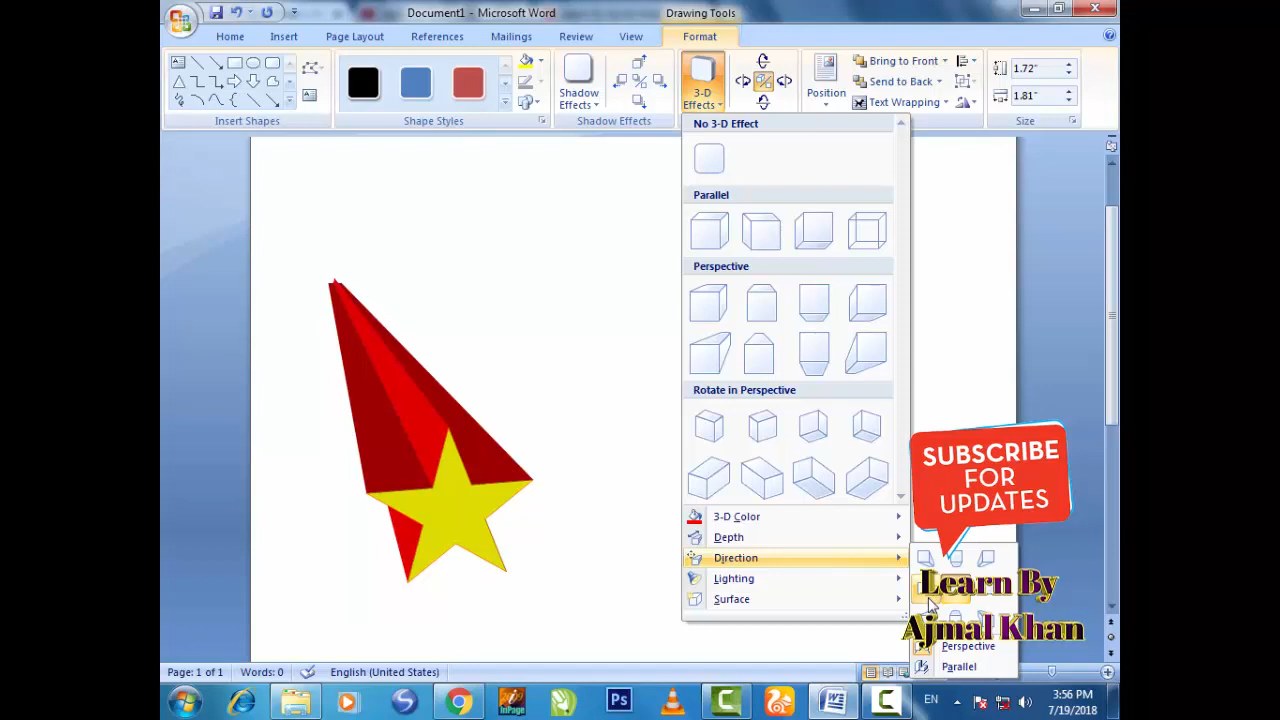 Document1 - Microsoft Word
Drawing Tools
Home
Insert
Page Layout
References
Mailings
Review
View
Format
Insert Shapes
Shape Styles
Shadow Effects
Shadow Effects
3-D Effects
Position
Bring to Front
Send to Back
Text Wrapping
1.72"
1.81"
Size
No 3-D Effect
Parallel
Perspective
Rotate in Perspective
3-D Color
Depth
Direction
Lighting
Surface
SUBSCRIBE
FOR
UPDATES
Learn By
Ajmal Khan
Perspective
Parallel
Page: 1 of 1
Words: 0
English (United States)
InPage
Ps
EN
3:56 PM
7/19/2018